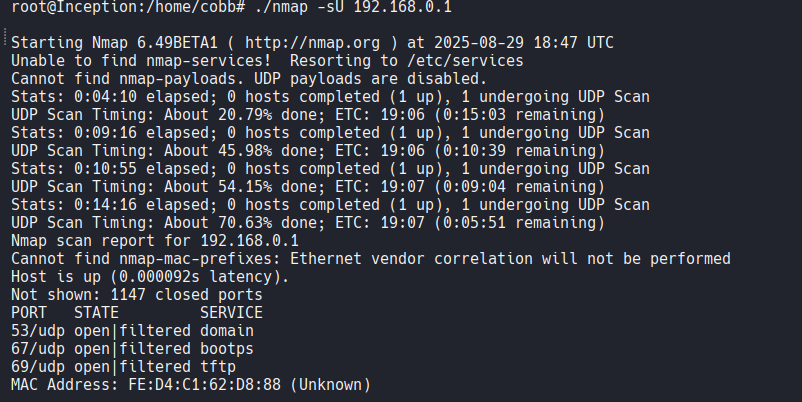 root@Inception:/home/cobb# ./nmap -sU 192.168.0.1
Starting Nmap 6.49BETA1 ( http://nmap.org ) at 2025-08-29 18:47 UTC
Unable to find nmap-services!  Resorting to /etc/services
Cannot find nmap-payloads. UDP payloads are disabled.
Stats: 0:04:10 elapsed; 0 hosts completed (1 up), 1 undergoing UDP Scan
UDP Scan Timing: About 20.79% done; ETC: 19:06 (0:15:03 remaining)
Stats: 0:09:16 elapsed; 0 hosts completed (1 up), 1 undergoing UDP Scan
UDP Scan Timing: About 45.98% done; ETC: 19:06 (0:10:39 remaining)
Stats: 0:10:55 elapsed; 0 hosts completed (1 up), 1 undergoing UDP Scan
UDP Scan Timing: About 54.15% done; ETC: 19:07 (0:09:04 remaining)
Stats: 0:14:16 elapsed; 0 hosts completed (1 up), 1 undergoing UDP Scan
UDP Scan Timing: About 70.63% done; ETC: 19:07 (0:05:51 remaining)
Nmap scan report for 192.168.0.1
Cannot find nmap-mac-prefixes: Ethernet vendor correlation will not be performed
Host is up (0.000092s latency).
Not shown: 1147 closed ports
PORT   STATE         SERVICE
53/udp open|filtered domain
67/udp open|filtered bootps
69/udp open|filtered tftp
MAC Address: FE:D4:C1:62:D8:88 (Unknown)